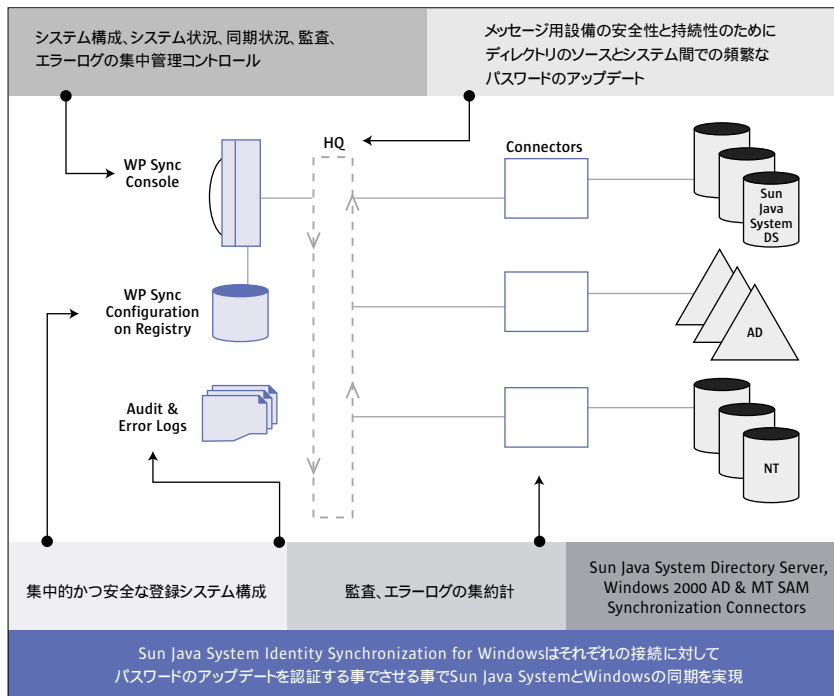 システム構成、システム状況、同期状況、監査、
エラーログの集中管理コントロール
メッセージ用設備の安全性と持続性のために
ディレクトリのソースとシステム間での頻繁な
パスワードのアップデート
WP Sync
Console
HQ
Connectors
Sun
Java
System
DS
WP Sync
Configuration
on Registry
AD
Audit &
Error Logs
NT
集中的かつ安全な登録システム構成
監査、エラーログの集約計
Sun Java System Directory Server,
Windows 2000 AD & MT SAM
Synchronization Connectors
Sun Java System Identity Synchronization for Windowsはそれぞれの接続に対して
パスワードのアップデートを認証する事でさせる事でSun Java SystemとWindowsの同期を実現